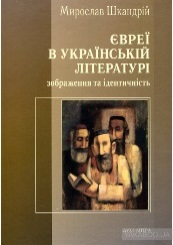 Мирослав Шкандрій
ЄВРЕЇ
В УКРАЇНСЬКІЙ
ЛІТЕРАТУРІ
зображення та ідентичність